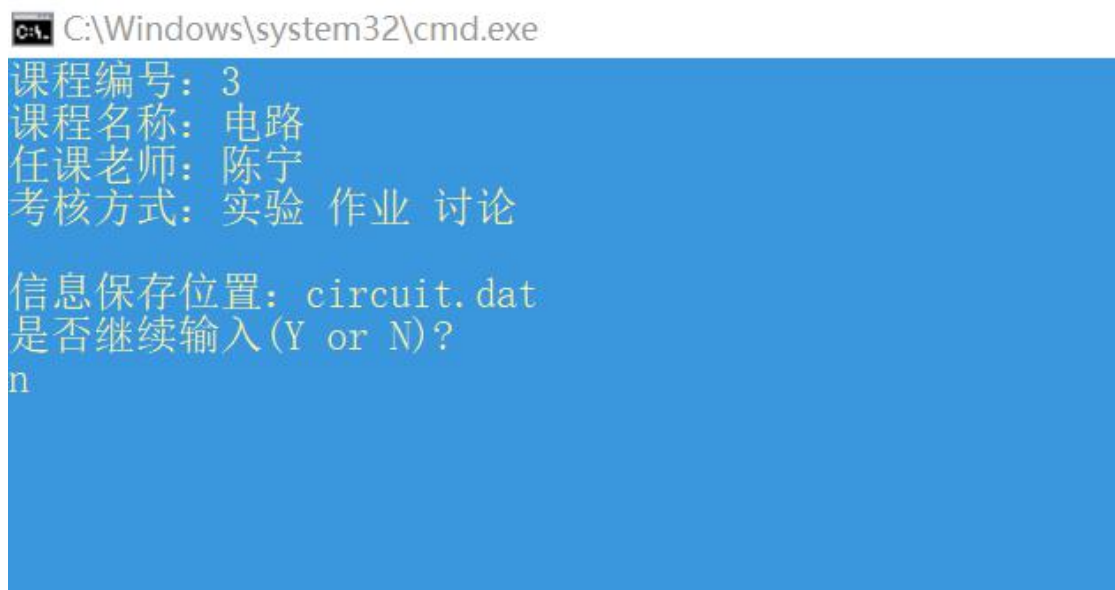 C:\Windows\system32\cmd.exe
课程编号：3
课程名称：电路
任课老师：陈宁
考核方式：实验 作业 讨论
信息保存位置：circuit.dat
是否继续输入(Y or N)?
n